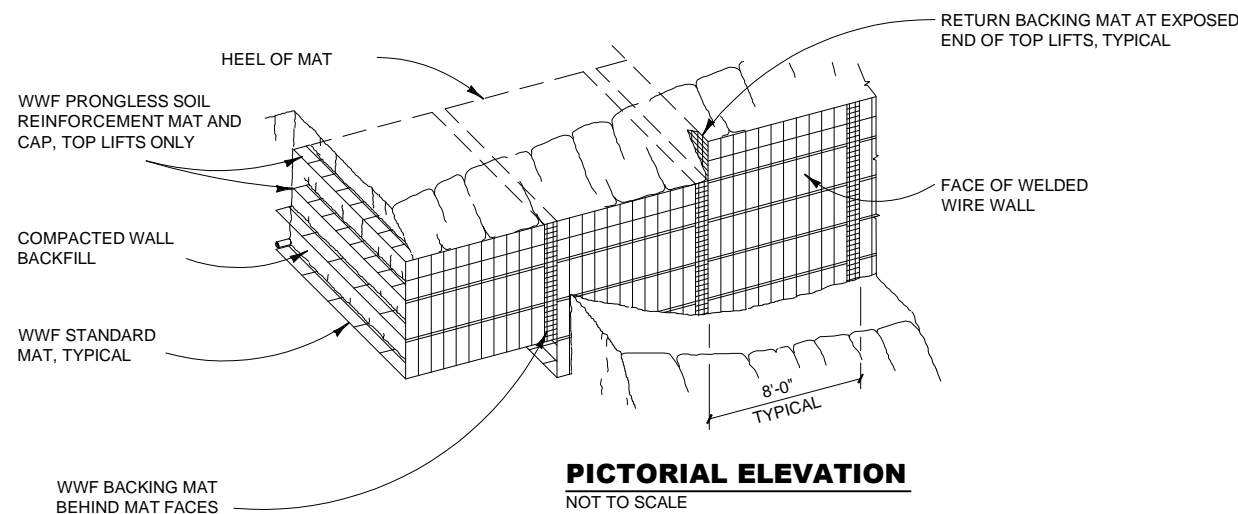 RETURN BACKING MAT AT EXPOSED
END OF TOP LIFTS, TYPICAL
HEEL OF MAT
WWF PRONGLESS SOIL
REINFORCEMENT MAT AND
CAP, TOP LIFTS ONLY
FACE OF WELDED
WIRE WALL
COMPACTED WALL
BACKFILL
WWF STANDARD
MAT, TYPICAL
8'-0"
TYPICAL
WWF BACKING MAT
BEHIND MAT FACES
PICTORIAL ELEVATION
NOT TO SCALE